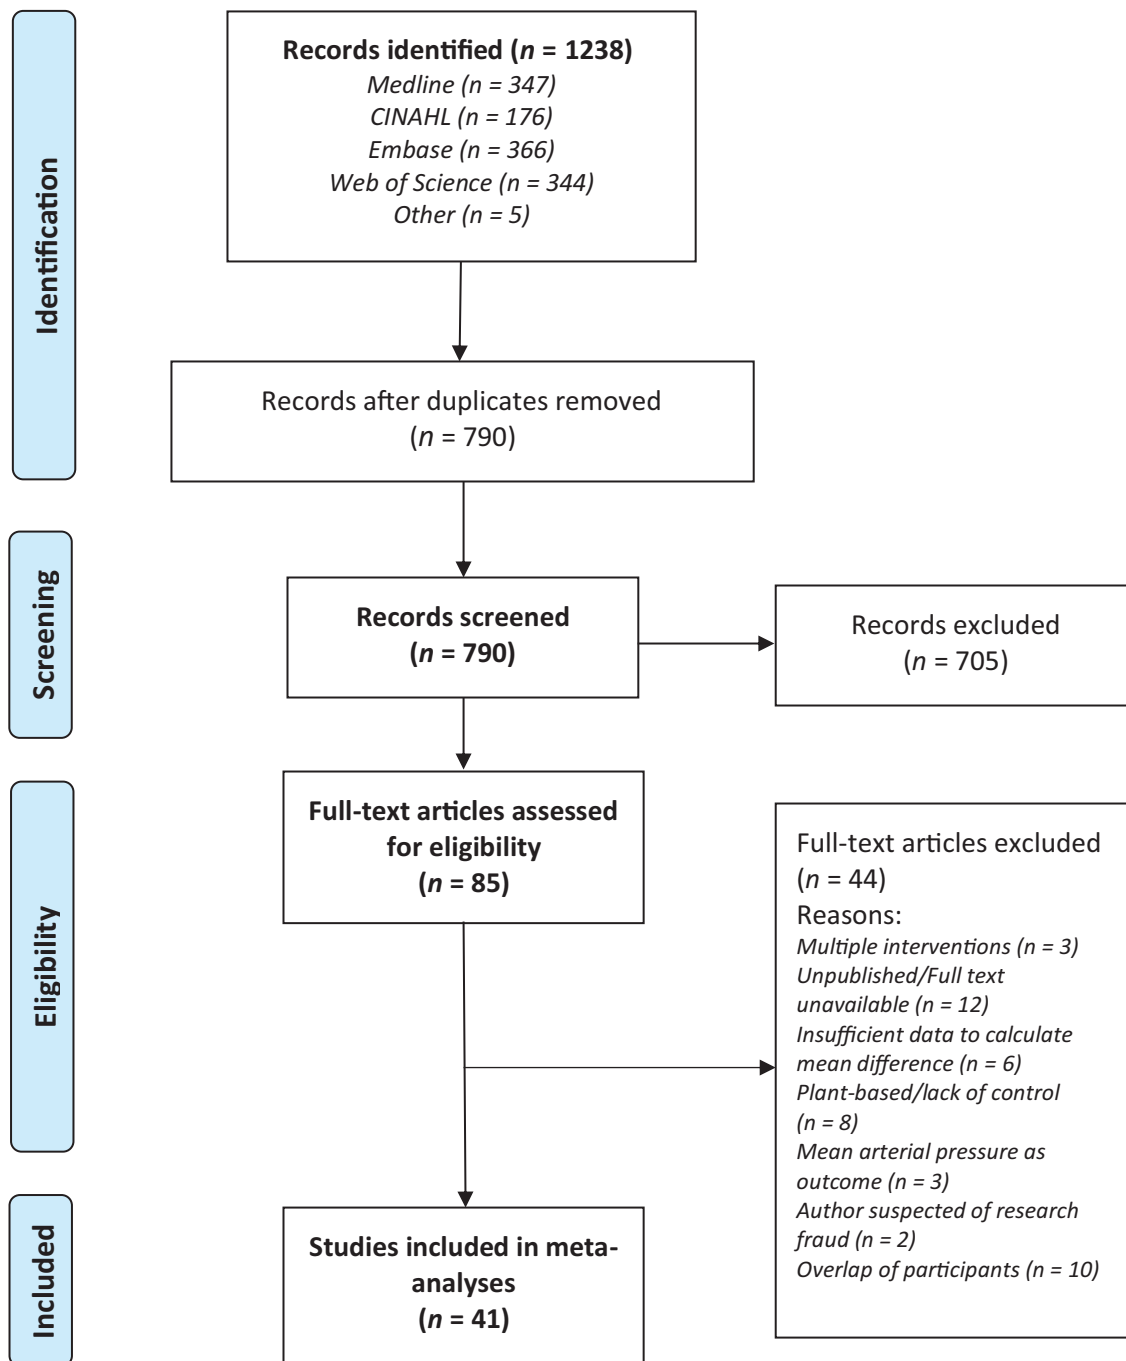 Identification
Records identified (n = 1238)
Medline (n = 347)
CINAHL (n = 176)
Embase (n = 366)
Web of Science (n = 344)
Other (n = 5)
Records after duplicates removed
(n = 790)
Screening
Records screened
(n = 790)
Records excluded
(n = 705)
Eligibility
Full-text articles assessed
for eligibility
(n = 85)
Full-text articles excluded
(n = 44)
Reasons:
Multiple interventions (n = 3)
Unpublished/Full text
unavailable (n = 12)
Insufficient data to calculate
mean difference (n = 6)
Plant-based/lack of control
(n = 8)
Mean arterial pressure as
outcome (n = 3)
Author suspected of research
fraud (n = 2)
Overlap of participants (n = 10)
Included
Studies included in meta-
analyses
(n = 41)